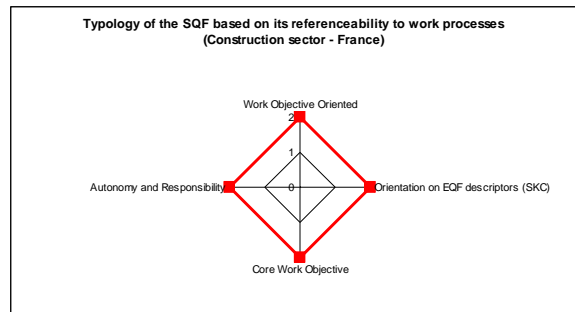 Typology of the SQF based on its referenceability to work processes
(Construction sector - France)
Work Objective Oriented
2
1
Autonomy and Responsibility
0
Orientation on EQF descriptors (SKC)
Core Work Objective